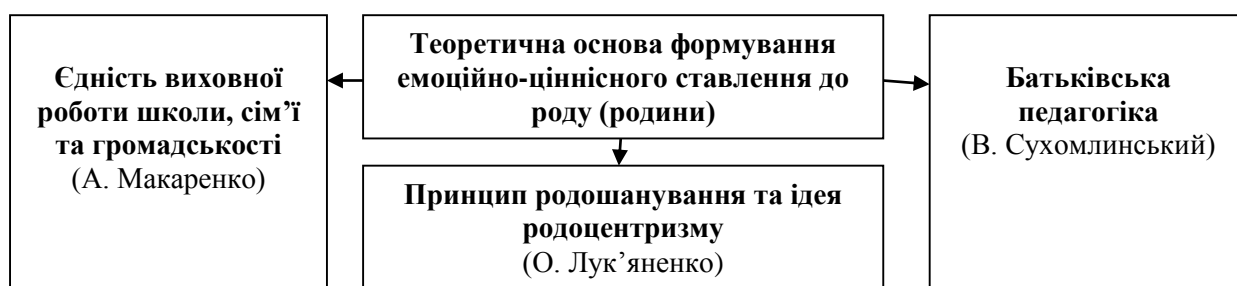 Єдність виховної
роботи школи, сім’ї
та громадськості
(А. Макаренко)
Теоретична основа формування
емоційно-ціннісного ставлення до
роду (родини)
Принцип родошанування та ідея
родоцентризму
(О. Лук’яненко)
Батьківська
педагогіка
(В. Сухомлинський)